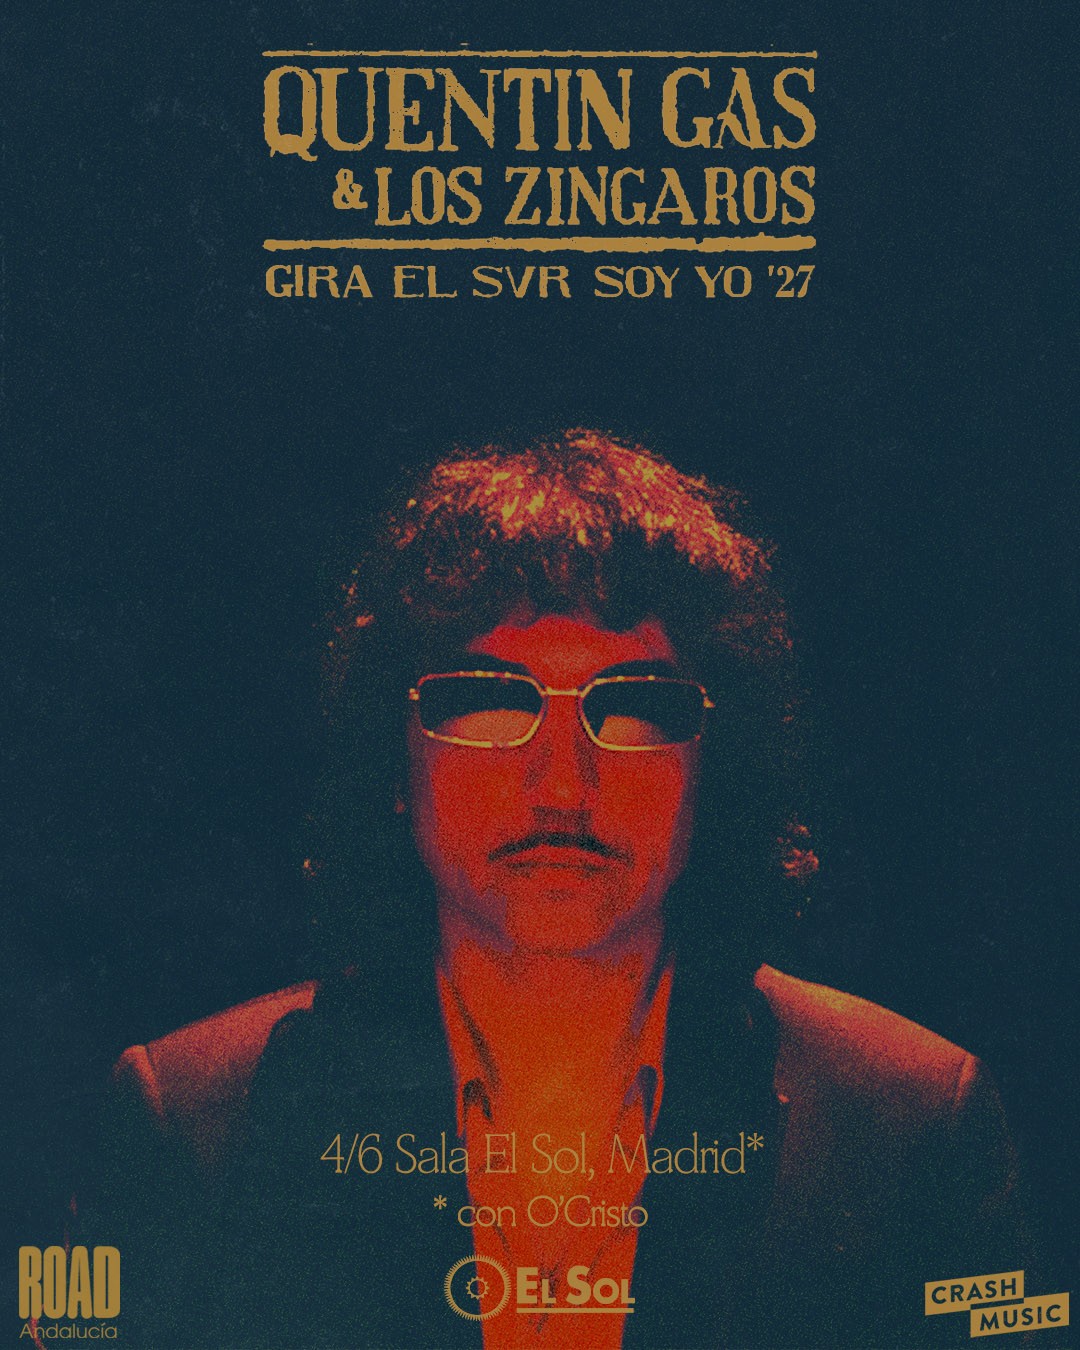 QUENTIN GAS
& LOS ZINGAROS
GIRA EL SVR SOY YO '27
4/6 Sala El Sol, Madrid*
* con O'Cristo
EL SOL
ROAD
Andalucía
CRASH
MUSIC